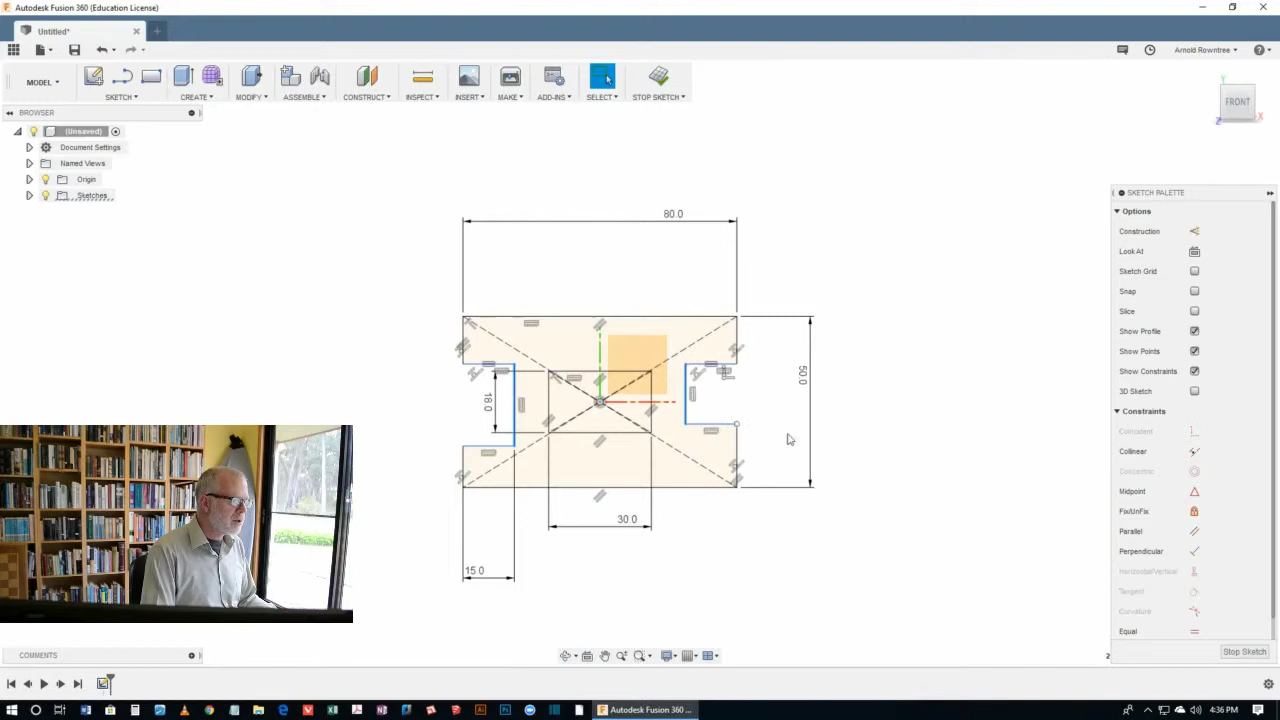 Autodesk Fusion 360 (Education License)
Untitled*
Arnold Rowntree
MODEL
SKETCH
CREATE
MODIFY
ASSEMBLE
CONSTRUCT
INSPECT
INSERT
MAKE
ADD-INS
SELECT
STOP SKETCH
BROWSER
(Unsaved)
Document Settings
Named Views
Origin
Sketches
FRONT
Y
X
Z
80.0
50.0
18.0
30.0
15.0
SKETCH PALETTE
Options
Construction
Look At
Sketch Grid
Snap
Slice
Show Profile
Show Points
Show Constraints
3D Sketch
Constraints
Coincident
Collinear
Concentric
Midpoint
Fix/UnFix
Parallel
Perpendicular
Horizontal/Vertical
Tangent
Curvature
Equal
Stop Sketch
COMMENTS
2
Autodesk Fusion 360 ...
4:36 PM